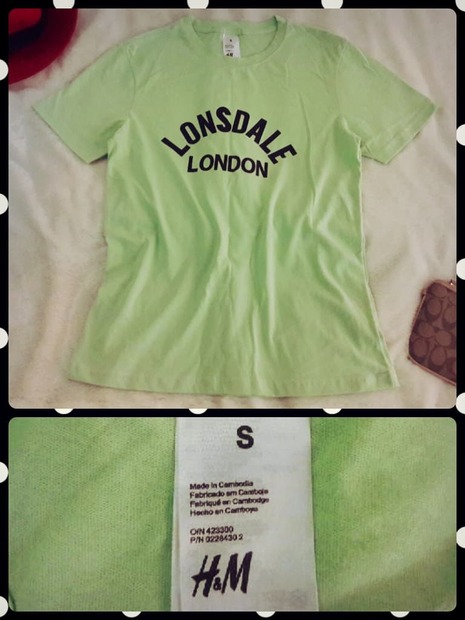 LONSDALE
LONDON
S
Made in Cambodia
Fabricado em Camboja
Fabriqué en Cambodge
Hecho en Camboya
O/N 423300
P/N 0226430 2
H&M